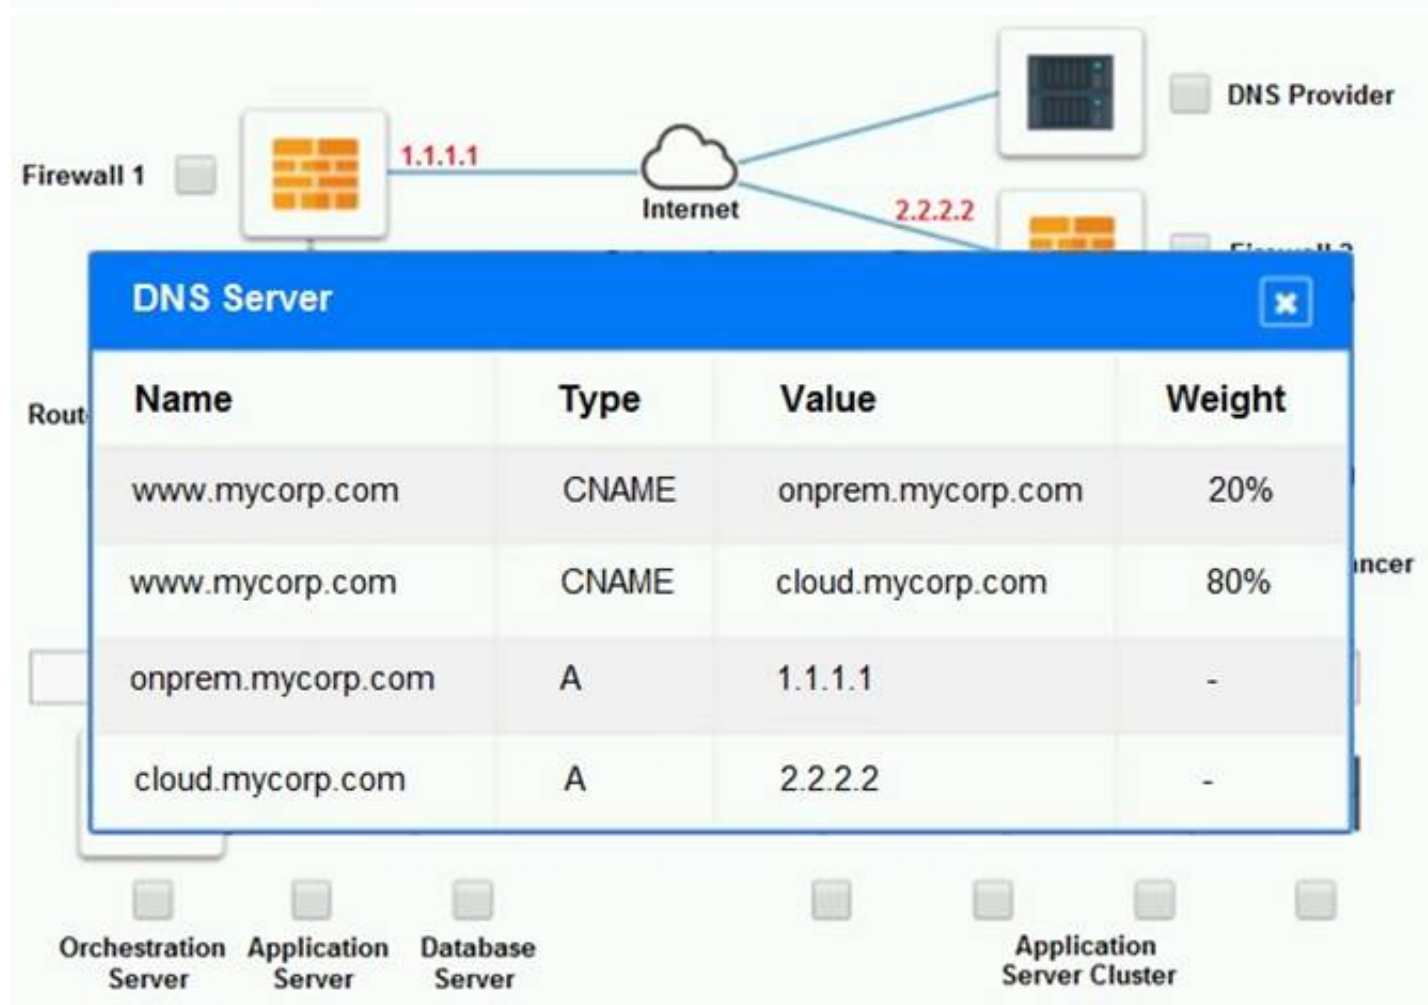 DNS Provider
1.1.1.1
Firewall 1
Internet
2.2.2.2
DNS Server
Name Type Value Weight
www.mycorp.com CNAME onprem.mycorp.com 20%
www.mycorp.com CNAME cloud.mycorp.com 80%
onprem.mycorp.com A 1.1.1.1 -
cloud.mycorp.com A 2.2.2.2 -
Orchestration Server
Application Server
Database Server
Application Server Cluster